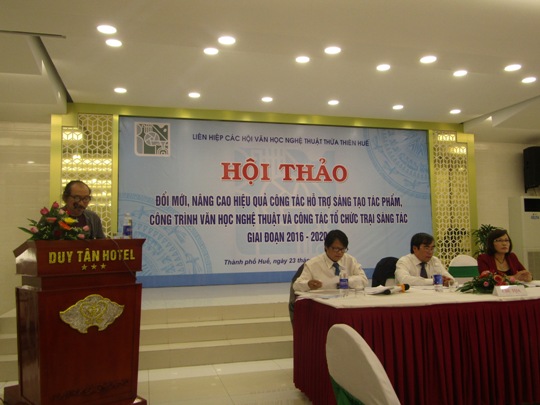 LIÊN HIỆP CÁC HỘI VĂN HỌC NGHỆ THUẬT THỪA THIÊN HUẾ
HỘI THẢO
ĐỔI MỚI, NÂNG CAO HIỆU QUẢ CÔNG TÁC HỖ TRỢ SÁNG TẠO TÁC PHẨM,
CÔNG TRÌNH VĂN HỌC NGHỆ THUẬT VÀ CÔNG TÁC TỔ CHỨC TRẠI SÁNG TÁC
GIAI ĐOẠN 2016 - 2020
Thành phố Huế, ngày 23
DUY TÂN HOTEL